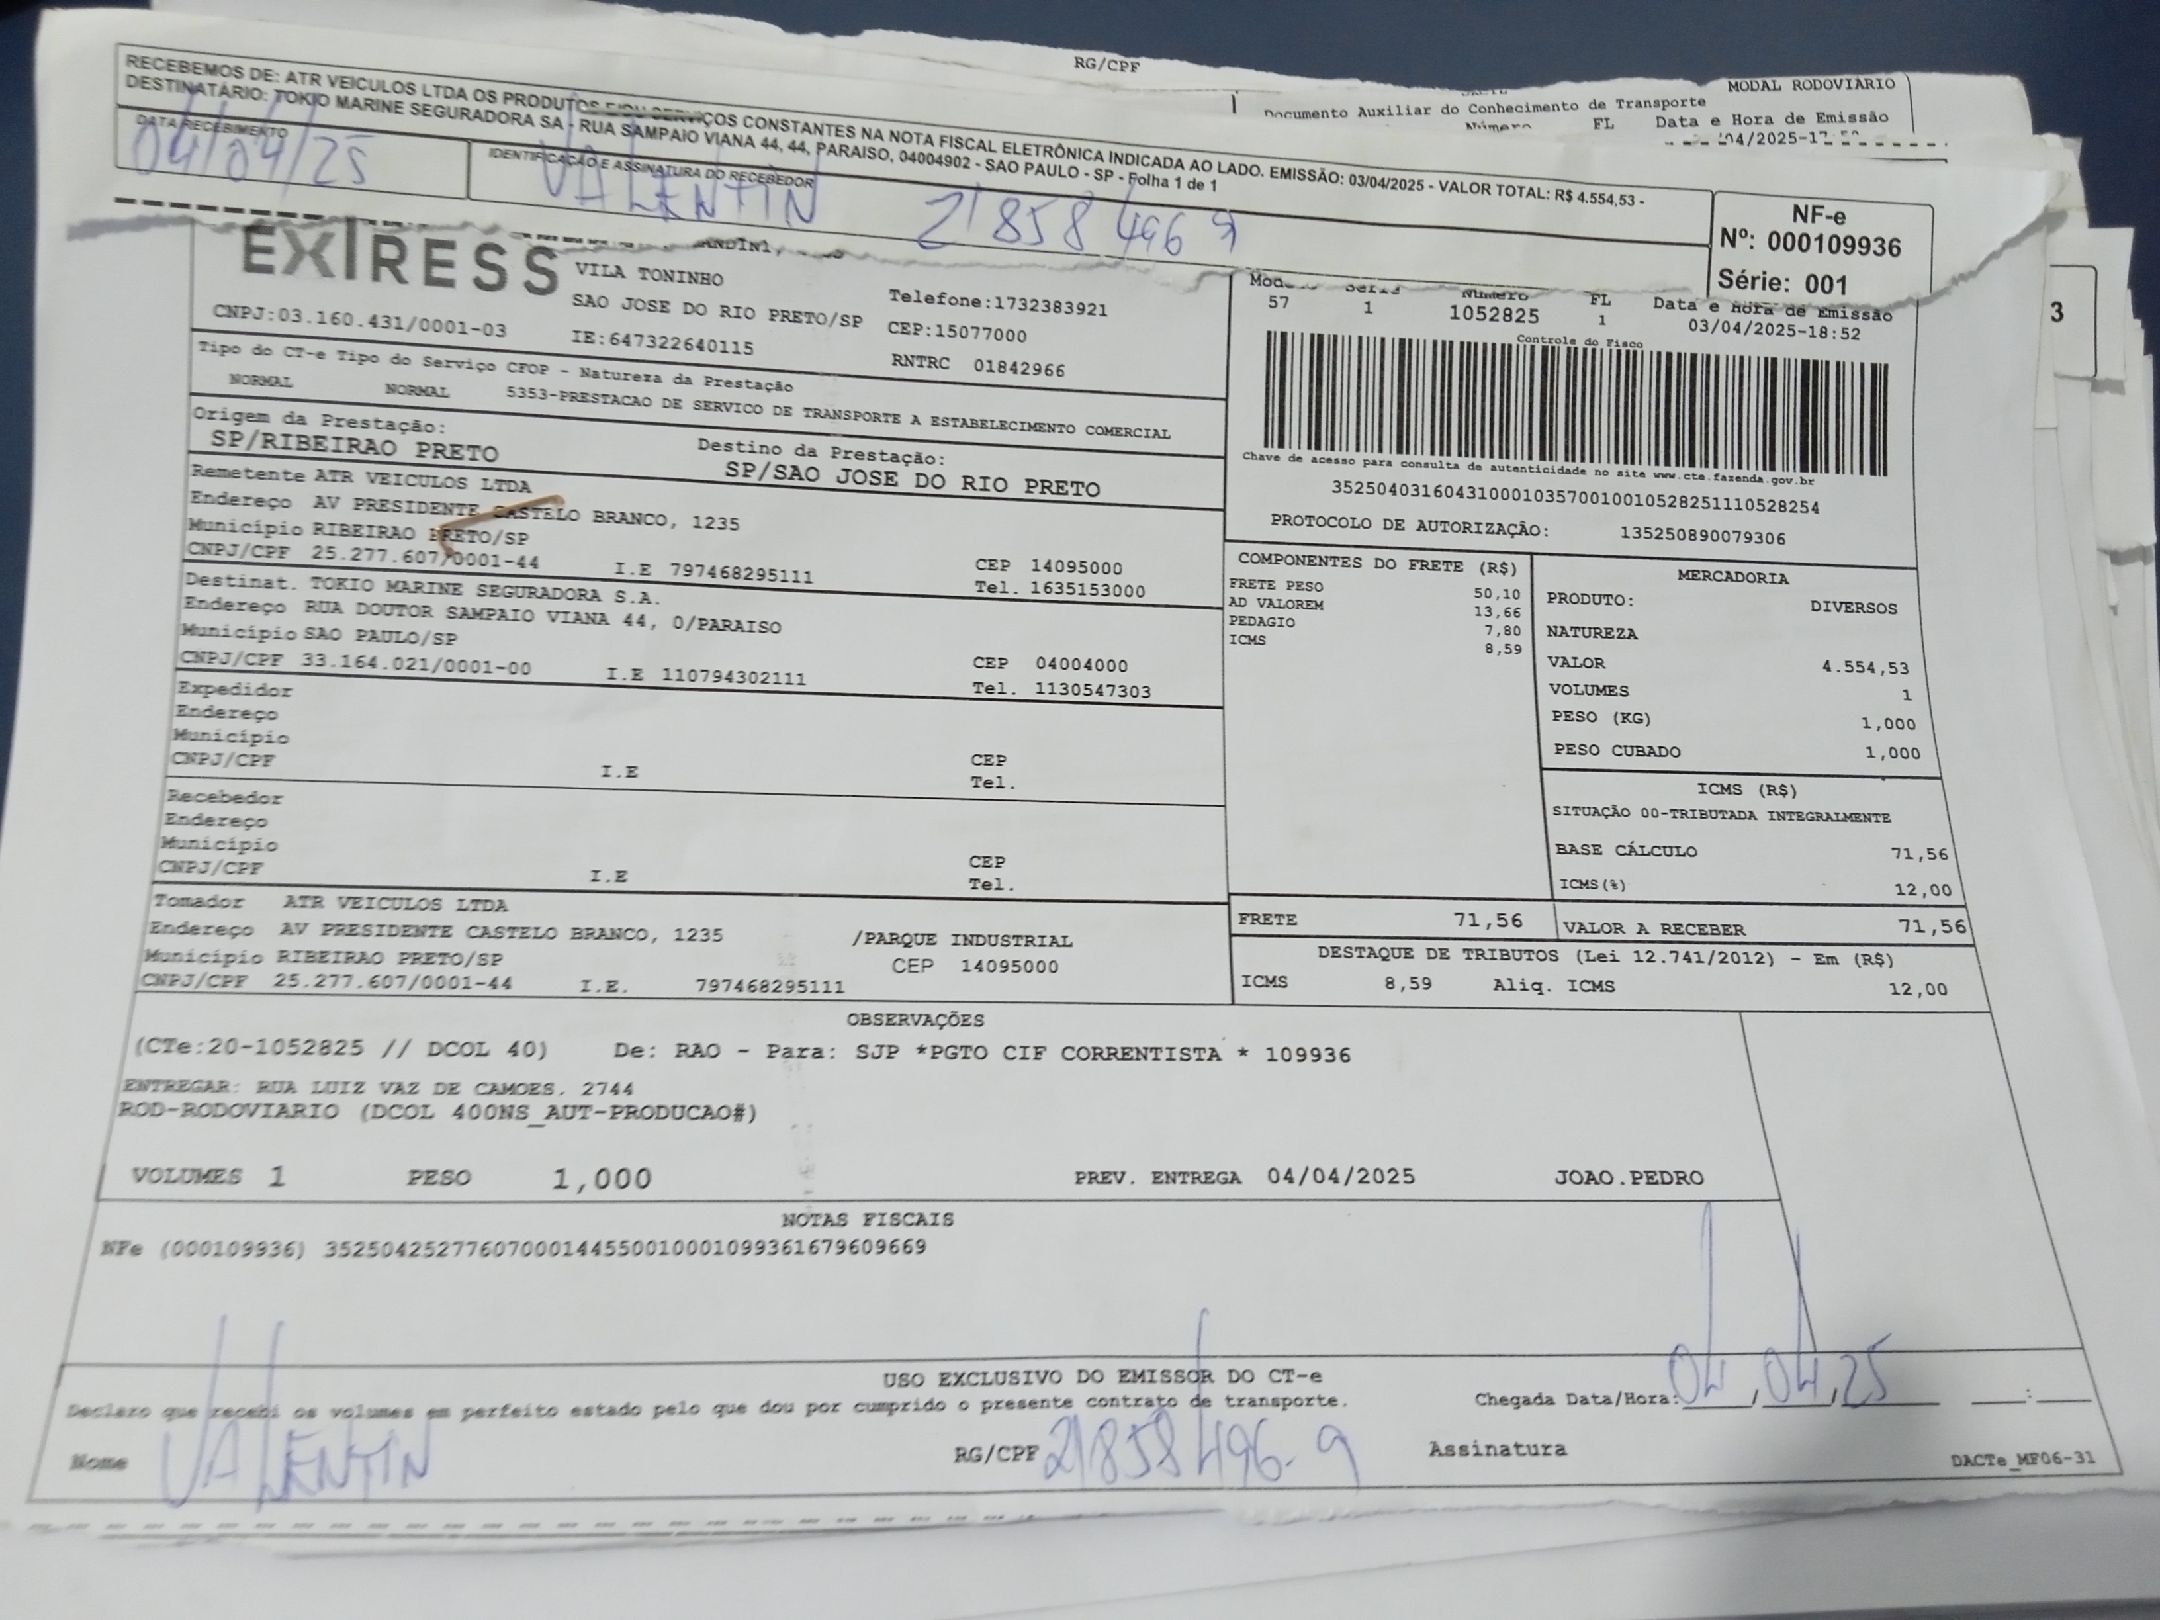 RG/CPF
MODAL RODOVIARIO
Documento Auxiliar do Conhecimento de Transporte
Número FL Data e Hora de Emissão
RECEBEMOS DE: ATR VEICULOS LTDA OS PRODUTOS E/OU SERVIÇOS CONSTANTES NA NOTA FISCAL ELETRÔNICA INDICADA AO LADO. EMISSÃO: 03/04/2025 - VALOR TOTAL: R$ 4.554,53 -
DESTINATÁRIO: TOKIO MARINE SEGURADORA SA - RUA SAMPAIO VIANA 44, 44, PARAISO, 04004902 - SAO PAULO - SP - Folha 1 de 1
DATA RECEBIMENTO
04/04/25
IDENTIFICAÇÃO E ASSINATURA DO RECEBEDOR
VALENTIN 21858496 9
NF-e
Nº: 000109936
Série: 001
3
EXPRESS
VILA TONINHO
SAO JOSE DO RIO PRETO/SP
Telefone:1732383921
CEP:15077000
CNPJ:03.160.431/0001-03 IE:647322640115 RNTRC 01842966
Número FL Data e Hora de Emissão
57 1 1052825 1 03/04/2025-18:52
Controle do Fisco
Tipo do CT-e Tipo do Serviço CFOP - Natureza da Prestação
NORMAL NORMAL 5353-PRESTACAO DE SERVICO DE TRANSPORTE A ESTABELECIMENTO COMERCIAL
Origem da Prestação: Destino da Prestação:
SP/RIBEIRAO PRETO SP/SAO JOSE DO RIO PRETO
Chave de acesso para consulta de autenticidade no site www.cte.fazenda.gov.br
35250403160431000103570010010528251110528254
PROTOCOLO DE AUTORIZAÇÃO: 135250890079306
Remetente ATR VEICULOS LTDA
Endereço AV PRESIDENTE CASTELO BRANCO, 1235
Município RIBEIRAO PRETO/SP CEP 14095000
CNPJ/CPF 25.277.607/0001-44 I.E 797468295111 Tel. 1635153000
Destinat. TOKIO MARINE SEGURADORA S.A.
Endereço RUA DOUTOR SAMPAIO VIANA 44, 0/PARAISO
Município SAO PAULO/SP CEP 04004000
CNPJ/CPF 33.164.021/0001-00 I.E 110794302111 Tel. 1130547303
Expedidor
Endereço
Município CEP
CNPJ/CPF I.E Tel.
Recebedor
Endereço
Município CEP
CNPJ/CPF I.E Tel.
Tomador ATR VEICULOS LTDA
Endereço AV PRESIDENTE CASTELO BRANCO, 1235 /PARQUE INDUSTRIAL
Município RIBEIRAO PRETO/SP CEP 14095000
CNPJ/CPF 25.277.607/0001-44 I.E. 797468295111
COMPONENTES DO FRETE (R$)
FRETE PESO 50,10
AD VALOREM 13,66
PEDAGIO 7,80
ICMS 8,59
MERCADORIA
PRODUTO: DIVERSOS
NATUREZA
VALOR 4.554,53
VOLUMES 1
PESO (KG) 1,000
PESO CUBADO 1,000
ICMS (R$)
SITUAÇÃO 00-TRIBUTADA INTEGRALMENTE
BASE CÁLCULO 71,56
ICMS(%) 12,00
FRETE 71,56 VALOR A RECEBER 71,56
DESTAQUE DE TRIBUTOS (Lei 12.741/2012) - Em (R$)
ICMS 8,59 Aliq. ICMS 12,00
OBSERVAÇÕES
(CTe:20-1052825 // DCOL 40) De: RAO - Para: SJP *PGTO CIF CORRENTISTA * 109936
ENTREGAR: RUA LUIZ VAZ DE CAMOES, 2744
ROD-RODOVIARIO (DCOL 400NS_AUT-PRODUCAO#)
VOLUMES 1 PESO 1,000 PREV. ENTREGA 04/04/2025 JOAO.PEDRO
NOTAS FISCAIS
NFe (000109936) 35250425277607000144550010001099361679609669
USO EXCLUSIVO DO EMISSOR DO CT-e
Declaro que recebi os volumes em perfeito estado pelo que dou por cumprido o presente contrato de transporte.
Chegada Data/Hora: 04/04/25 :
Nome VALENTIN RG/CPF 21858496-9 Assinatura
DACTe_MF06-31